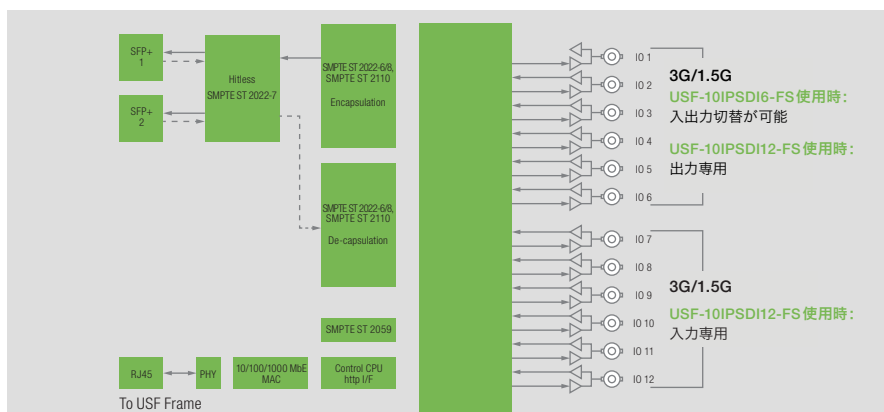 SFP+
1
SFP+
2
Hitless
SMPTE ST 2022-7
SMPTE ST 2022-6/8,
SMPTE ST 2110
Encapsulation
SMPTE ST 2022-6/8,
SMPTE ST 2110
De-capsulation
SMPTE ST 2059
RJ45
PHY
10/100/1000 MbE
MAC
Control CPU
http I/F
To USF Frame
IO 1
IO 2
IO 3
IO 4
IO 5
IO 6
3G/1.5G
USF-10IPSDI6-FS使用時:
入出力切替が可能
USF-10IPSDI12-FS使用時:
出力専用
IO 7
IO 8
IO 9
IO 10
IO 11
IO 12
3G/1.5G
USF-10IPSDI12-FS使用時:
入力専用